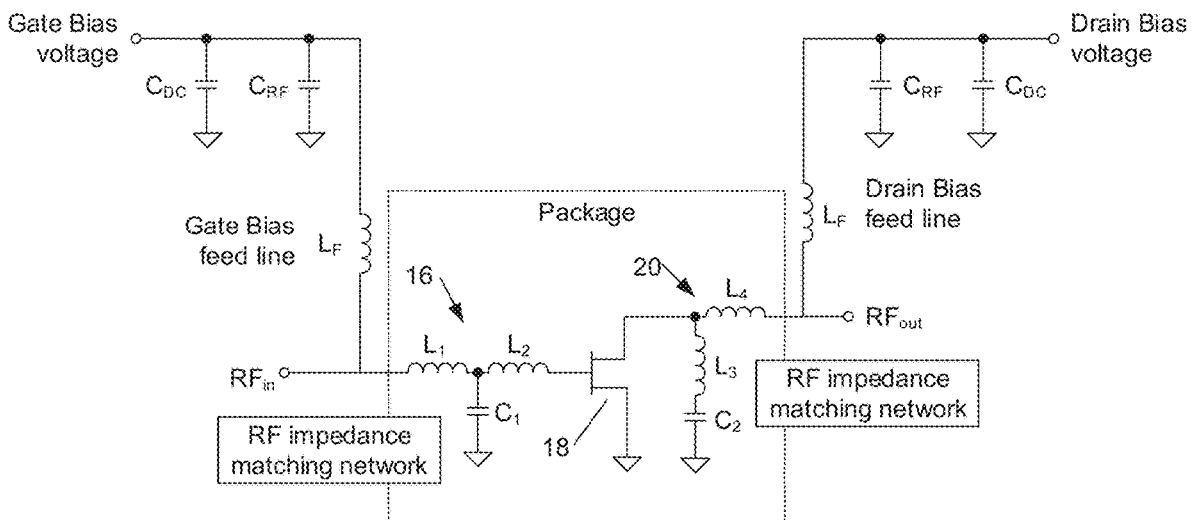 Gate Bias
voltage
C_DC
C_RF
Drain Bias
voltage
C_RF
C_DC
Gate Bias
feed line
L_F
Package
L_F
Drain Bias
feed line
16
20
L_4
RF_out
L_1
L_2
L_3
RF_in
C_1
C_2
18
RF impedance
matching network
RF impedance
matching network